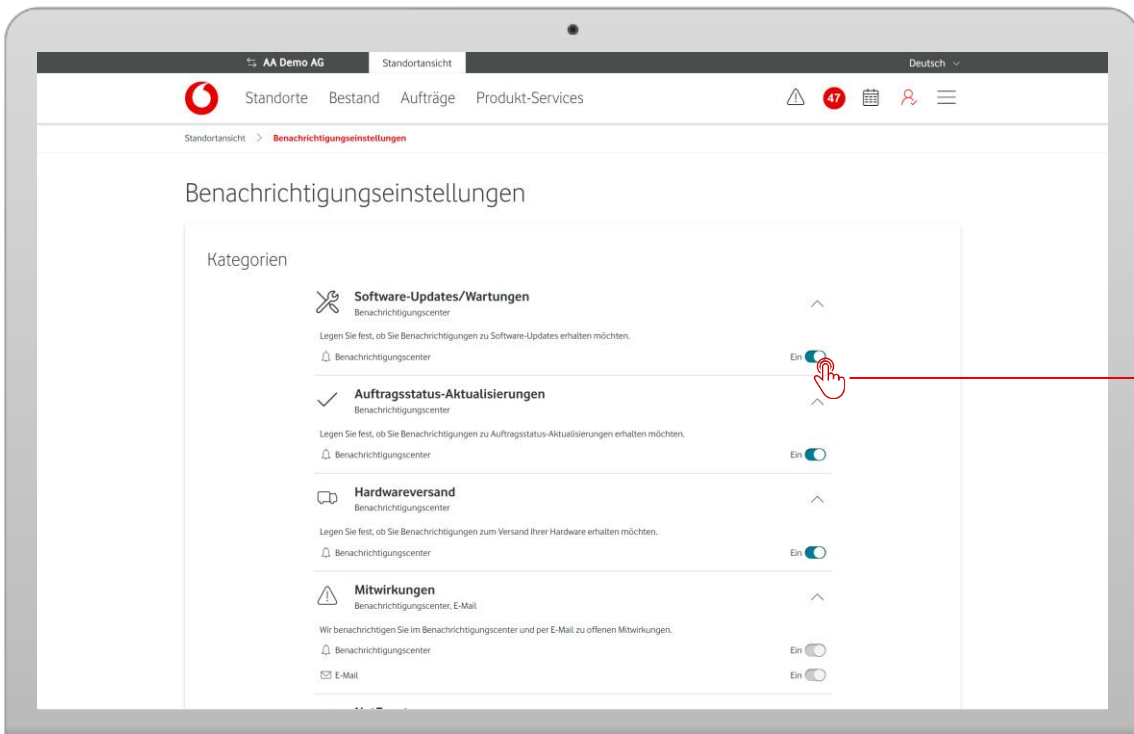 AA Demo AG
Standortansicht
Deutsch
Standorte Bestand Aufträge Produkt-Services
47
Standortansicht > Benachrichtigungseinstellungen
Benachrichtigungseinstellungen
Kategorien
Software-Updates/Wartungen
Benachrichtigungscenter
Legen Sie fest, ob Sie Benachrichtigungen zu Software-Updates erhalten möchten.
Benachrichtigungscenter Ein
Auftragsstatus-Aktualisierungen
Benachrichtigungscenter
Legen Sie fest, ob Sie Benachrichtigungen zu Auftragsstatus-Aktualisierungen erhalten möchten.
Benachrichtigungscenter Ein
Hardwareversand
Benachrichtigungscenter
Legen Sie fest, ob Sie Benachrichtigungen zum Versand Ihrer Hardware erhalten möchten.
Benachrichtigungscenter Ein
Mitwirkungen
Benachrichtigungscenter, E-Mail
Wir benachrichtigen Sie im Benachrichtigungscenter und per E-Mail zu offenen Mitwirkungen.
Benachrichtigungscenter Ein
E-Mail Ein